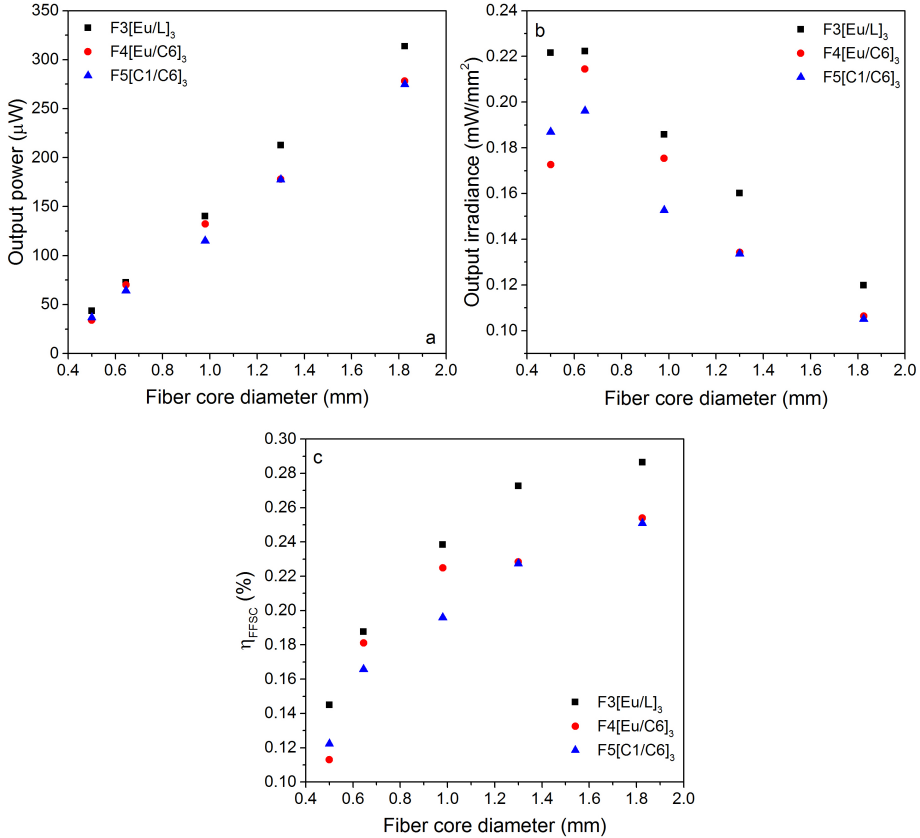 a
F3[Eu/L]₃
F4[Eu/C6]₃
F5[C1/C6]₃
Output power (μW)
350
300
250
200
150
100
50
0
0.4 0.6 0.8 1.0 1.2 1.4 1.6 1.8 2.0
Fiber core diameter (mm)
b
F3[Eu/L]₃
F4[Eu/C6]₃
F5[C1/C6]₃
Output irradiance (mW/mm²)
0.22
0.20
0.18
0.16
0.14
0.12
0.10
0.4 0.6 0.8 1.0 1.2 1.4 1.6 1.8 2.0
Fiber core diameter (mm)
c
η_FFSC (%)
0.30
0.28
0.26
0.24
0.22
0.20
0.18
0.16
0.14
0.12
0.10
F3[Eu/L]₃
F4[Eu/C6]₃
F5[C1/C6]₃
0.4 0.6 0.8 1.0 1.2 1.4 1.6 1.8 2.0
Fiber core diameter (mm)